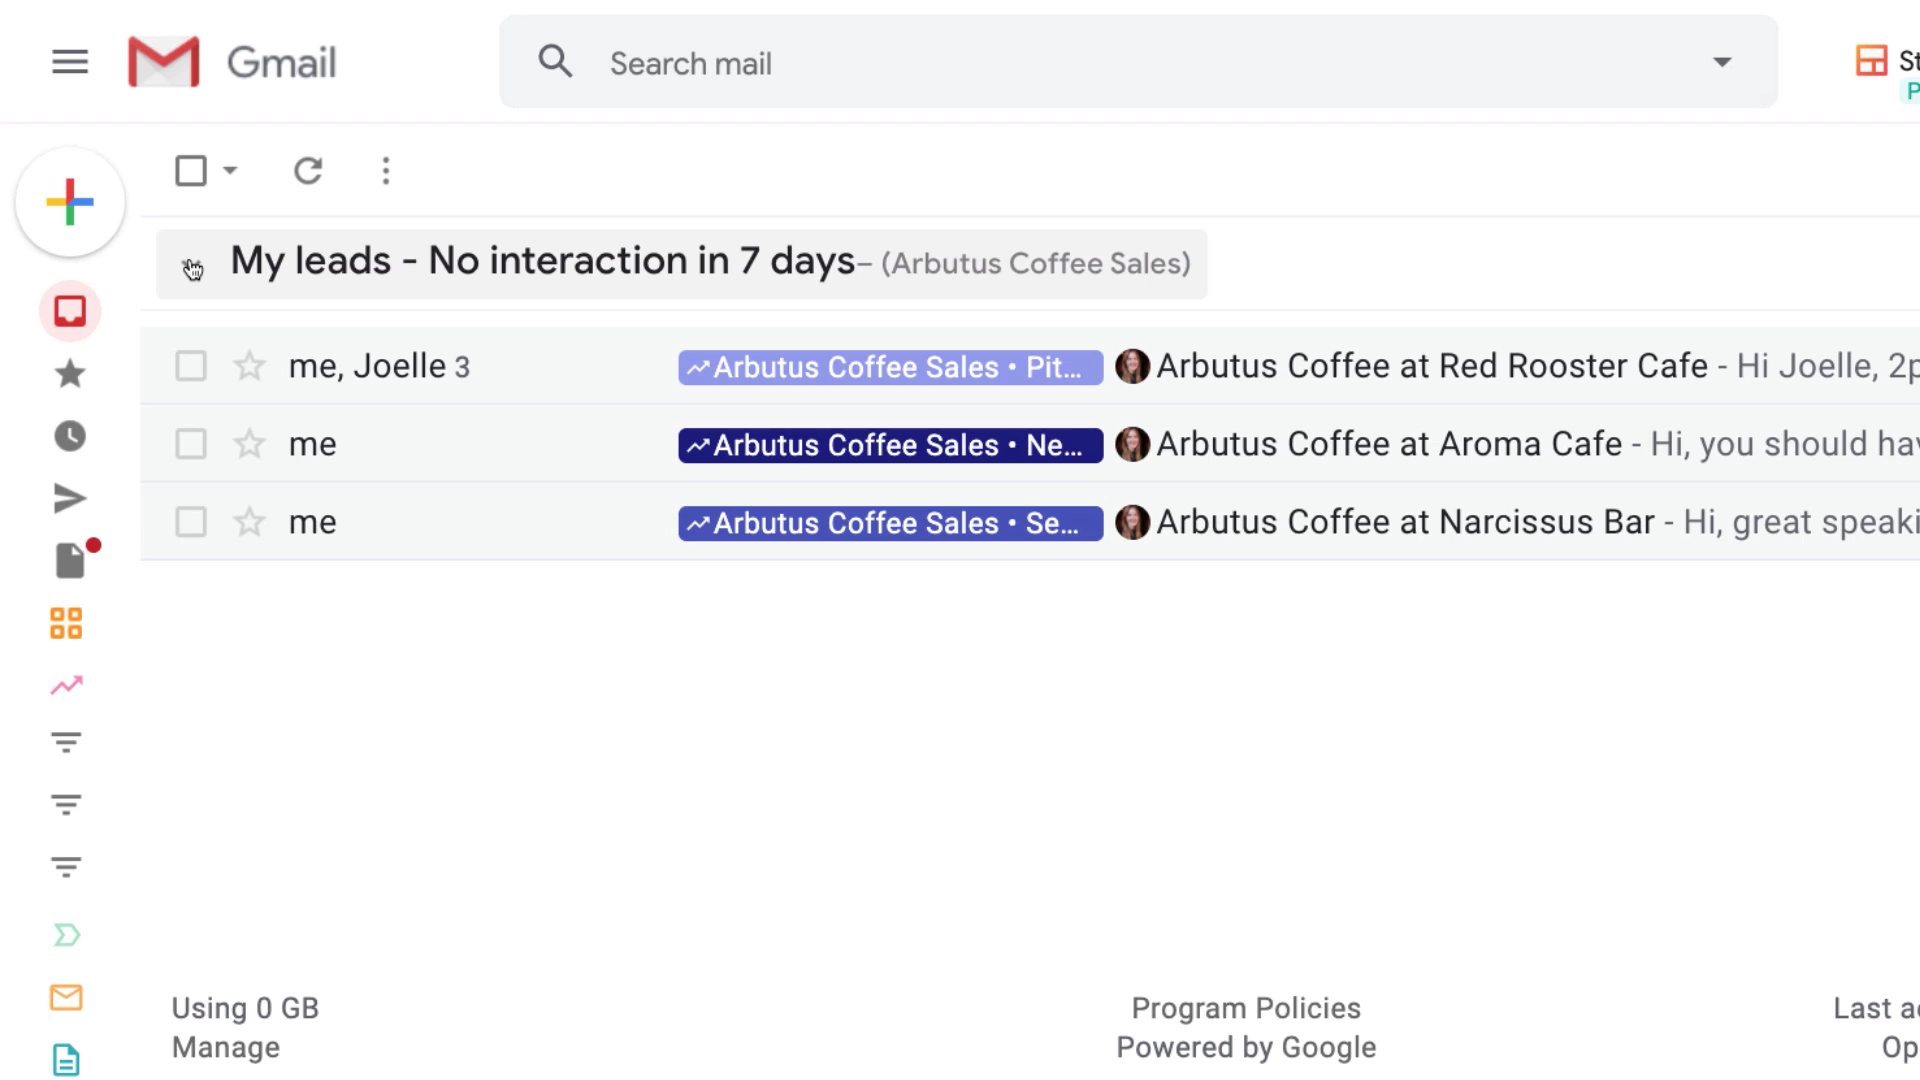 Gmail
Search mail
St
P
My leads - No interaction in 7 days– (Arbutus Coffee Sales)
me, Joelle 3 Arbutus Coffee Sales • Pit... Arbutus Coffee at Red Rooster Cafe - Hi Joelle, 2p
me Arbutus Coffee Sales • Ne... Arbutus Coffee at Aroma Cafe - Hi, you should hav
me Arbutus Coffee Sales • Se... Arbutus Coffee at Narcissus Bar - Hi, great speaki
Using 0 GB
Manage
Program Policies
Powered by Google
Last a
Op